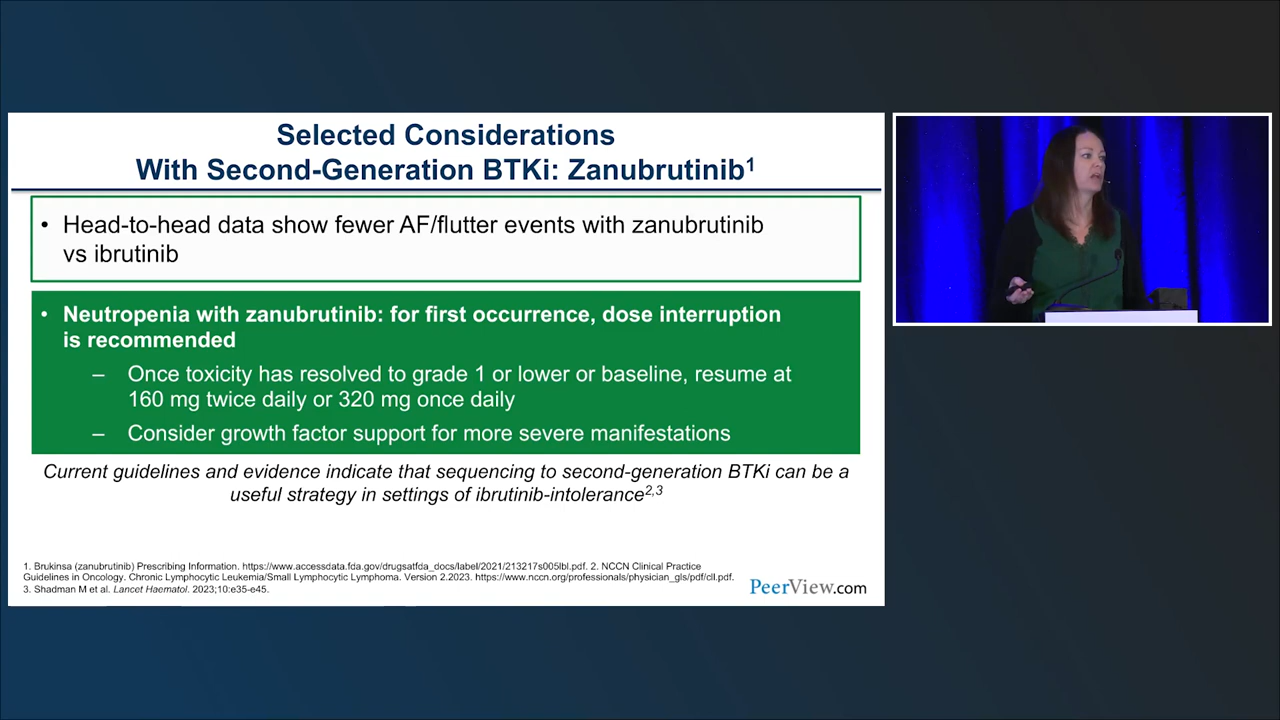 Selected Considerations
With Second-Generation BTKi: Zanubrutinib¹
• Head-to-head data show fewer AF/flutter events with zanubrutinib
vs ibrutinib
• Neutropenia with zanubrutinib: for first occurrence, dose interruption
is recommended
– Once toxicity has resolved to grade 1 or lower or baseline, resume at
160 mg twice daily or 320 mg once daily
– Consider growth factor support for more severe manifestations
Current guidelines and evidence indicate that sequencing to second-generation BTKi can be a
useful strategy in settings of ibrutinib-intolerance²,³
1. Brukinsa (zanubrutinib) Prescribing Information. https://www.accessdata.fda.gov/drugsatfda_docs/label/2021/213217s005lbl.pdf. 2. NCCN Clinical Practice
Guidelines in Oncology. Chronic Lymphocytic Leukemia/Small Lymphocytic Lymphoma. Version 2.2023. https://www.nccn.org/professionals/physician_gls/pdf/cll.pdf.
3. Shadman M et al. Lancet Haematol. 2023;10:e35-e45.
PeerView.com